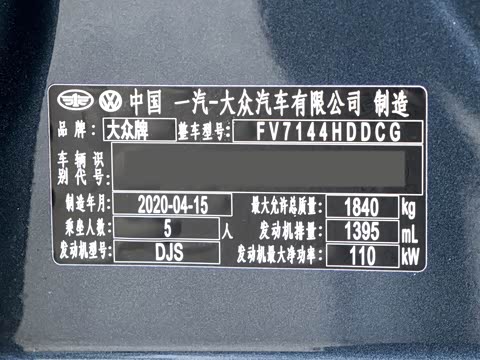 中国 一汽-大众汽车有限公司 制造
品牌: 大众牌 整车型号: FV7144HDDCG
车辆识
别代号:
制造年月: 2020-04-15 最大允许总质量: 1840 kg
乘坐人数: 5 人 发动机排量: 1395 mL
发动机型号: DJS 发动机最大净功率: 110 kW